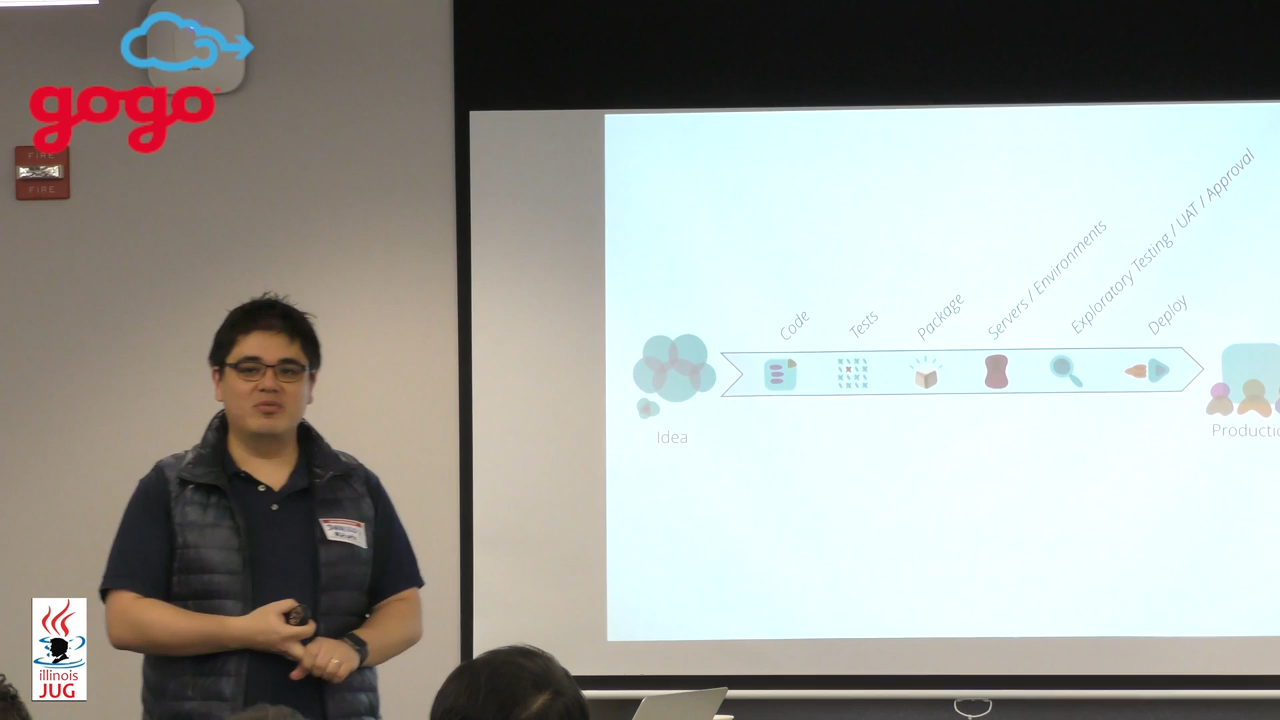 gogo
FIRE
FIRE
Code
Tests
Package
Servers / Environments
Exploratory Testing / UAT / Approval
Deploy
Idea
Productio
illinois
JUG